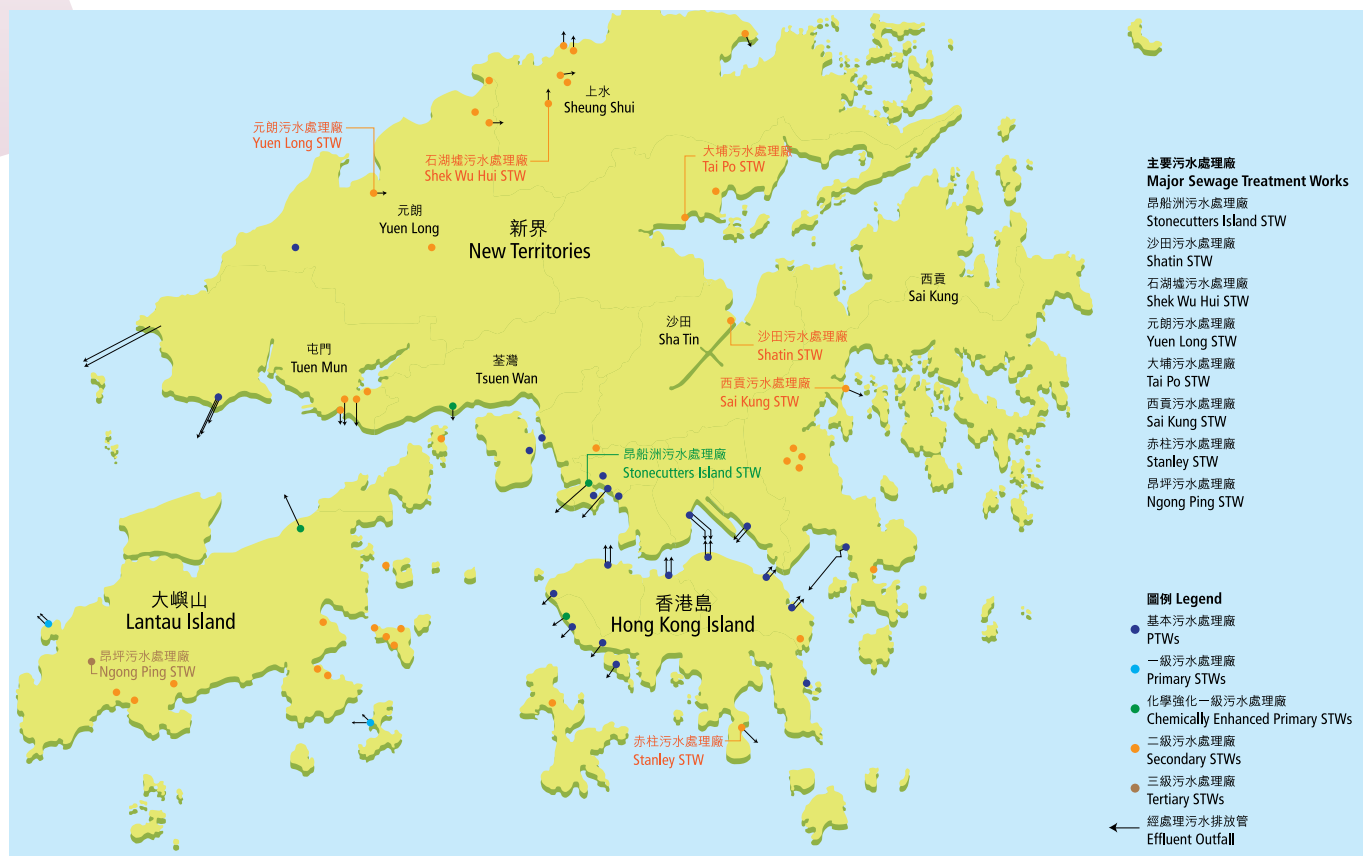 上水
Sheung Shui
元朗污水處理廠
Yuen Long STW
石湖墟污水處理廠
Shek Wu Hui STW
大埔污水處理廠
Tai Po STW
元朗
Yuen Long
新界
New Territories
西貢
Sai Kung
沙田
Sha Tin
沙田污水處理廠
Shatin STW
屯門
Tuen Mun
荃灣
Tsuen Wan
西貢污水處理廠
Sai Kung STW
昂船洲污水處理廠
Stonecutters Island STW
大嶼山
Lantau Island
香港島
Hong Kong Island
昂坪污水處理廠
Ngong Ping STW
赤柱污水處理廠
Stanley STW
主要污水處理廠
Major Sewage Treatment Works
昂船洲污水處理廠
Stonecutters Island STW
沙田污水處理廠
Shatin STW
石湖墟污水處理廠
Shek Wu Hui STW
元朗污水處理廠
Yuen Long STW
大埔污水處理廠
Tai Po STW
西貢污水處理廠
Sai Kung STW
赤柱污水處理廠
Stanley STW
昂坪污水處理廠
Ngong Ping STW
圖例 Legend
基本污水處理廠
PTWs
一級污水處理廠
Primary STWs
化學強化一級污水處理廠
Chemically Enhanced Primary STWs
二級污水處理廠
Secondary STWs
三級污水處理廠
Tertiary STWs
經處理污水排放管
Effluent Outfall